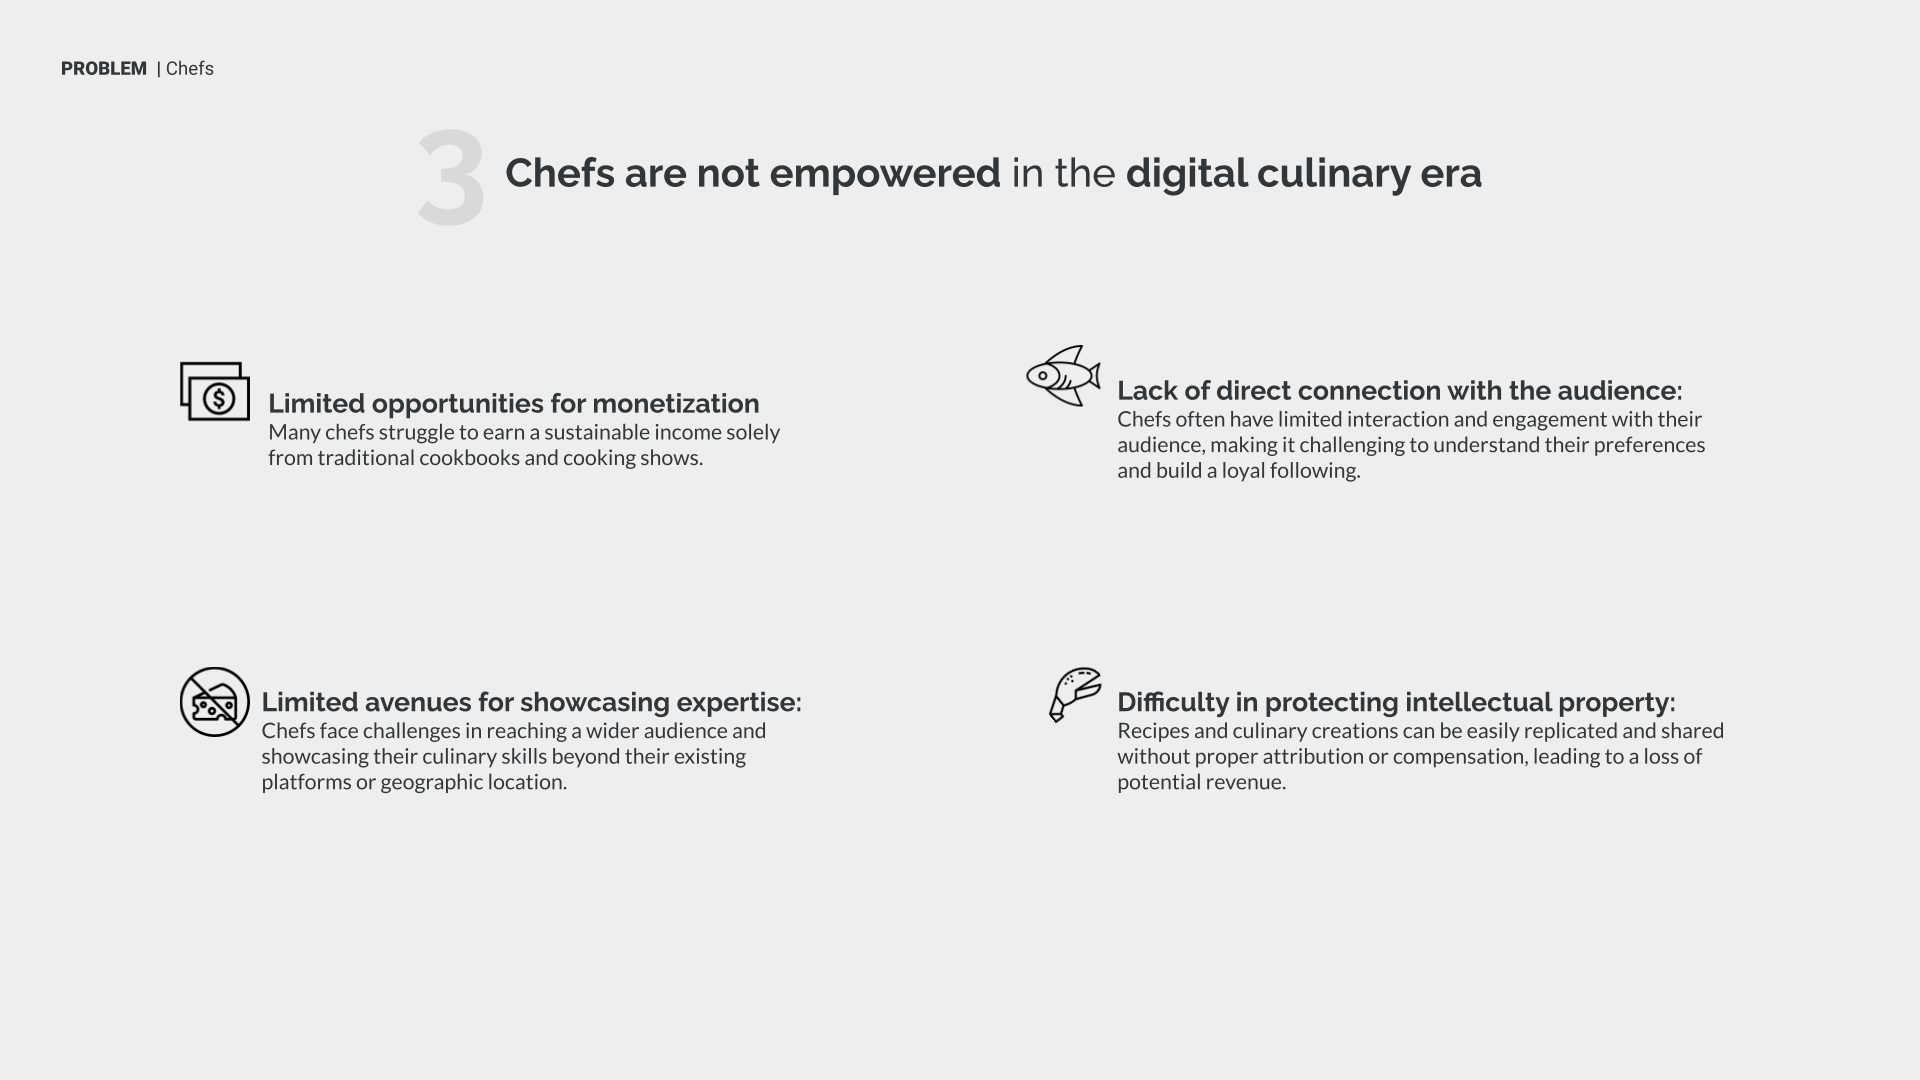 PROBLEM | Chefs
3
Chefs are not empowered in the digital culinary era
$
Limited opportunities for monetization
Many chefs struggle to earn a sustainable income solely
from traditional cookbooks and cooking shows.
Lack of direct connection with the audience:
Chefs often have limited interaction and engagement with their
audience, making it challenging to understand their preferences
and build a loyal following.
Limited avenues for showcasing expertise:
Chefs face challenges in reaching a wider audience and
showcasing their culinary skills beyond their existing
platforms or geographic location.
Difficulty in protecting intellectual property:
Recipes and culinary creations can be easily replicated and shared
without proper attribution or compensation, leading to a loss of
potential revenue.